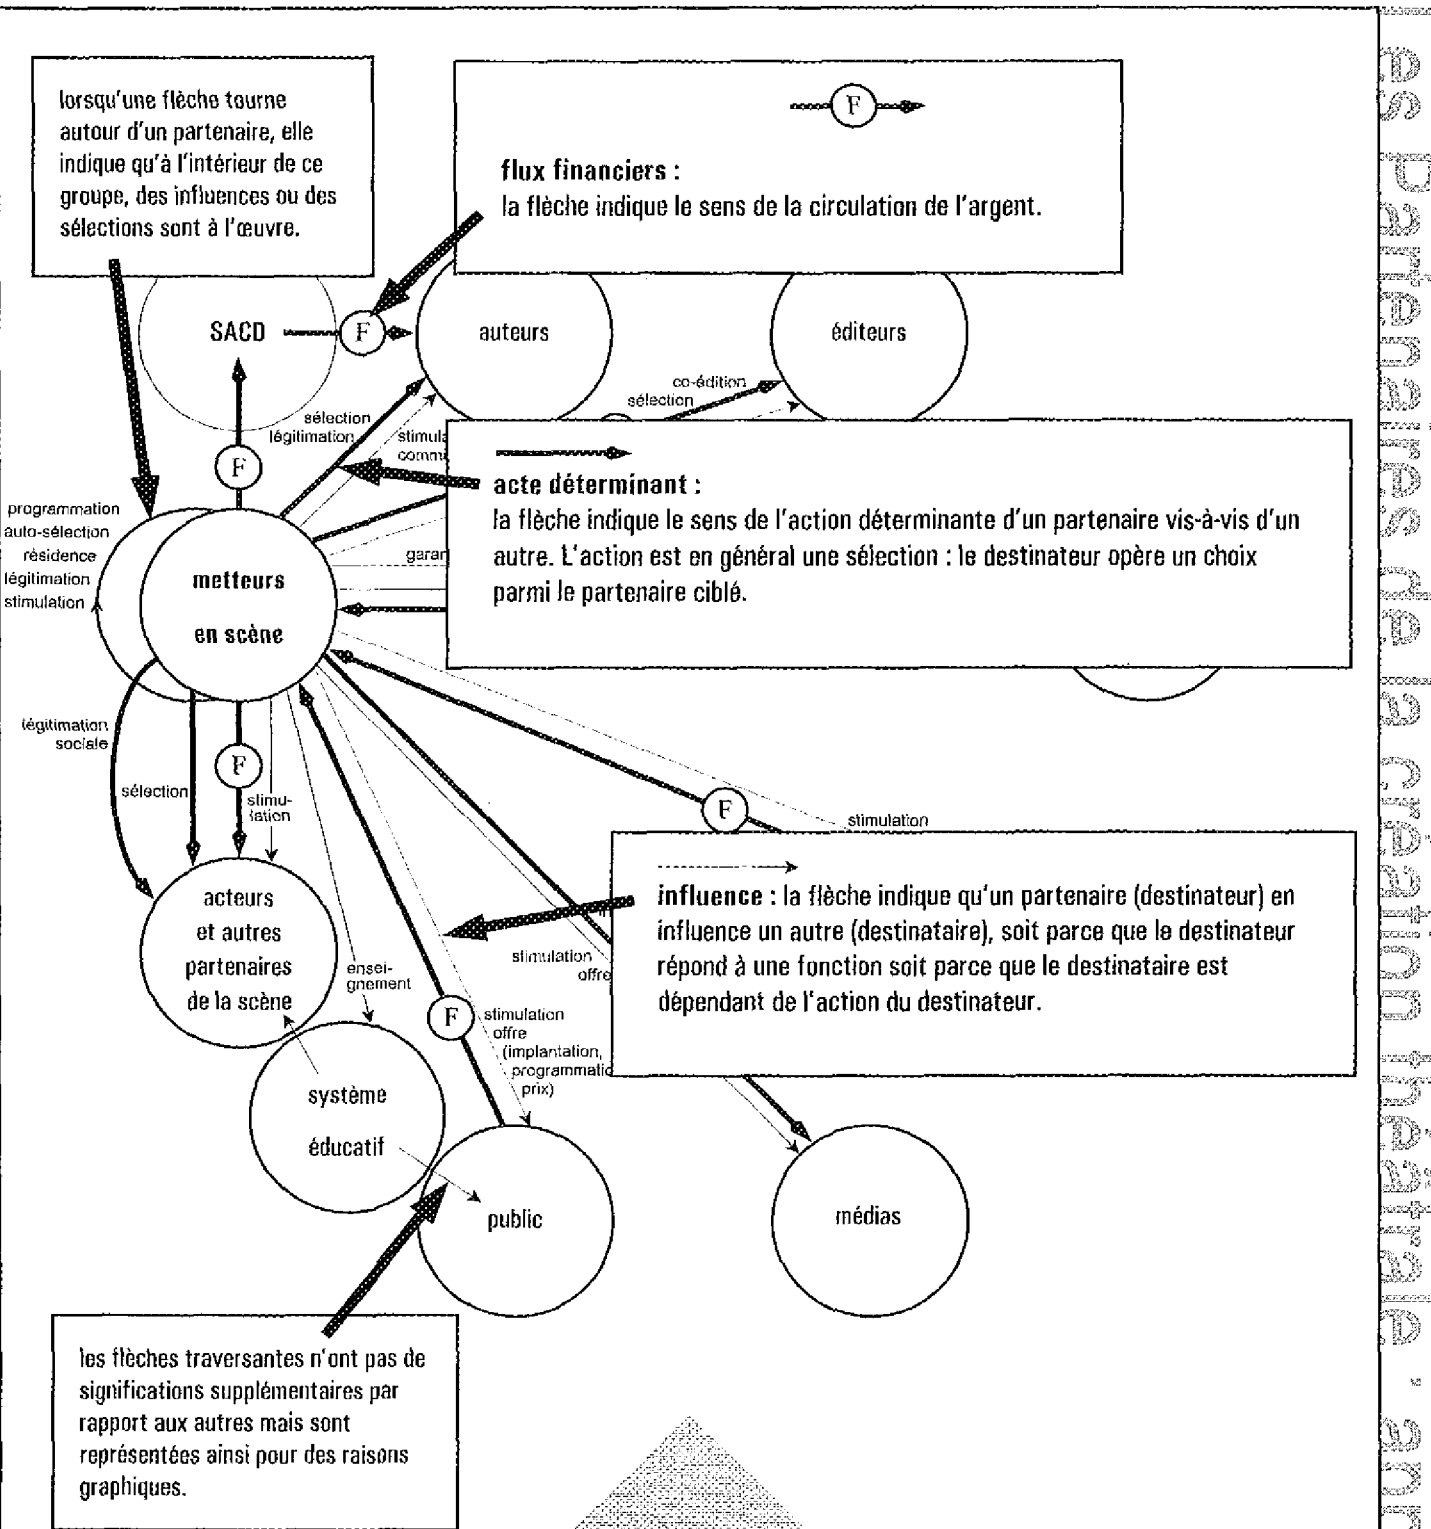 lorsqu'une flèche tourne
autour d'un partenaire, elle
indique qu'à l'intérieur de ce
groupe, des influences ou des
sélections sont à l'œuvre.
F
flux financiers :
la flèche indique le sens de la circulation de l'argent.
SACD
F
auteurs
éditeurs
co-édition
sélection
sélection
légitimation
F
acte déterminant :
la flèche indique le sens de l'action déterminante d'un partenaire vis-à-vis d'un
autre. L'action est en général une sélection : le destinateur opère un choix
parmi le partenaire ciblé.
programmation
auto-sélection
résidence
légitimation
stimulation
metteurs
en scène
légitimation
sociale
sélection
F
stimu-
lation
F
stimulation
influence : la flèche indique qu'un partenaire (destinateur) en
influence un autre (destinataire), soit parce que le destinateur
répond à une fonction soit parce que le destinataire est
dépendant de l'action du destinateur.
acteurs
et autres
partenaires
de la scène
ensei-
gnement
stimulation
offre
F
stimulation
offre
(implantation,
programmatio
prix)
système
éducatif
public
médias
les flèches traversantes n'ont pas de
significations supplémentaires par
rapport aux autres mais sont
représentées ainsi pour des raisons
graphiques.
es Partenaires de la création théâtrale :